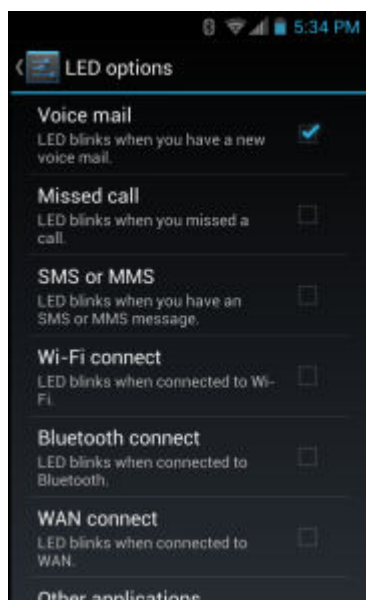 5:34 PM
LED options
Voice mail
LED blinks when you have a new
voice mail.
Missed call
LED blinks when you missed a
call.
SMS or MMS
LED blinks when you have an
SMS or MMS message.
Wi-Fi connect
LED blinks when connected to Wi-
Fi.
Bluetooth connect
LED blinks when connected to
Bluetooth.
WAN connect
LED blinks when connected to
WAN.
Other applications